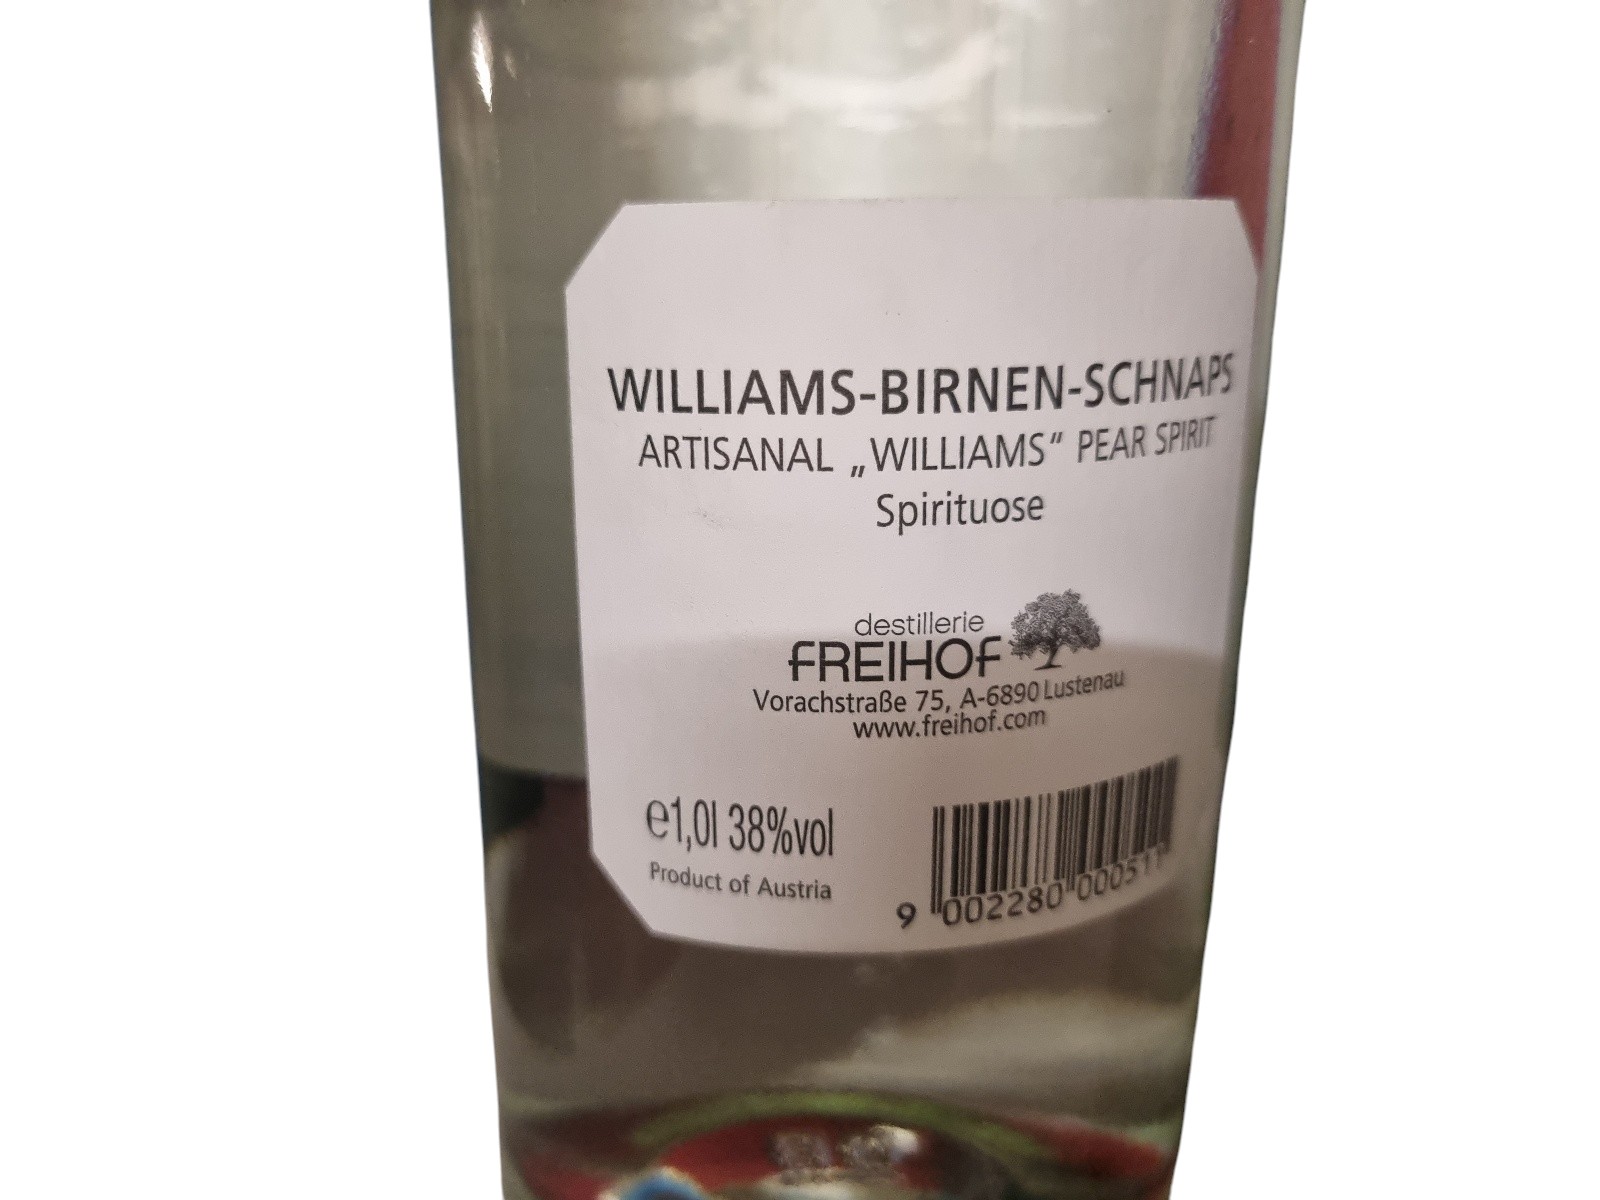 WILLIAMS-BIRNEN-SCHNAPS
ARTISANAL „WILLIAMS“ PEAR SPIRIT
Spirituose
destillerie
FREIHOF
Vorachstraße 75, A-6890 Lustenau
www.freihof.com
℮1,0l 38%vol
Product of Austria
9 002280 000511